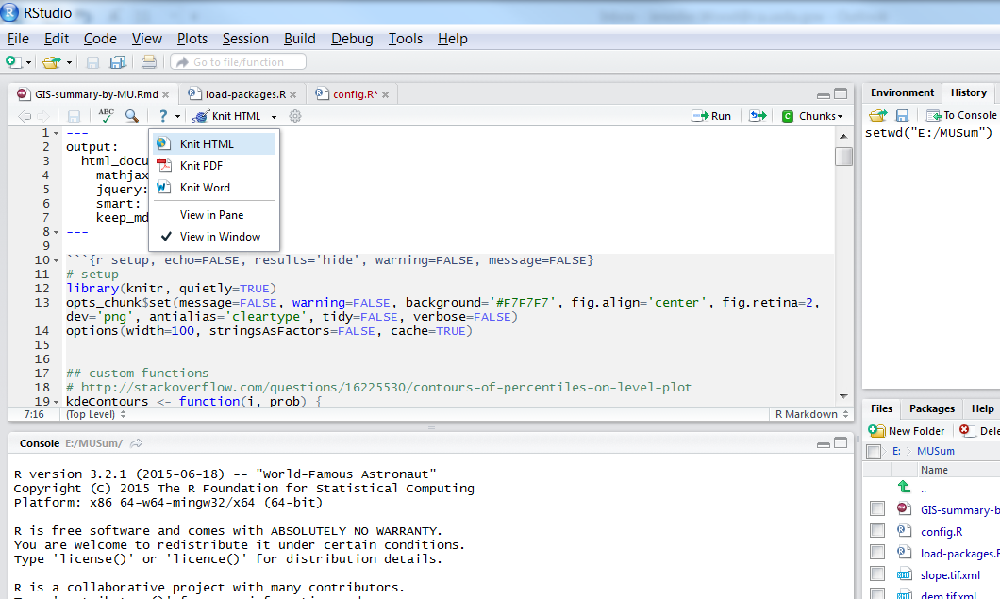 RStudio
File Edit Code View Plots Session Build Debug Tools Help
Go to file/function
GIS-summary-by-MU.Rmd load-packages.R config.R*
ABC ? Knit HTML Run Chunks
Knit HTML
Knit PDF
Knit Word
View in Pane
View in Window
1 ---
2 output:
3 html_docu
4 mathjax
5 jquery:
6 smart:
7 keep_md
8 ---
9
10 ```{r setup, echo=FALSE, results='hide', warning=FALSE, message=FALSE}
11 # setup
12 library(knitr, quietly=TRUE)
13 opts_chunk$set(message=FALSE, warning=FALSE, background='#F7F7F7', fig.align='center', fig.retina=2,
dev='png', antialias='cleartype', tidy=FALSE, verbose=FALSE)
14 options(width=100, stringsAsFactors=FALSE, cache=TRUE)
15
16
17 ## custom functions
18 # http://stackoverflow.com/questions/16225530/contours-of-percentiles-on-level-plot
19 kdeContours <- function(i, prob) {
7:16 (Top Level) R Markdown
Console E:/MUSum/
R version 3.2.1 (2015-06-18) -- "World-Famous Astronaut"
Copyright (C) 2015 The R Foundation for Statistical Computing
Platform: x86_64-w64-mingw32/x64 (64-bit)
R is free software and comes with ABSOLUTELY NO WARRANTY.
You are welcome to redistribute it under certain conditions.
Type 'license()' or 'licence()' for distribution details.
R is a collaborative project with many contributors.
Environment History
To Console
setwd("E:/MUSum")
Files Packages Help
New Folder Dele
E: MUSum
Name
..
GIS-summary-b
config.R
load-packages.R
slope.tif.xml
dem.tif.xml